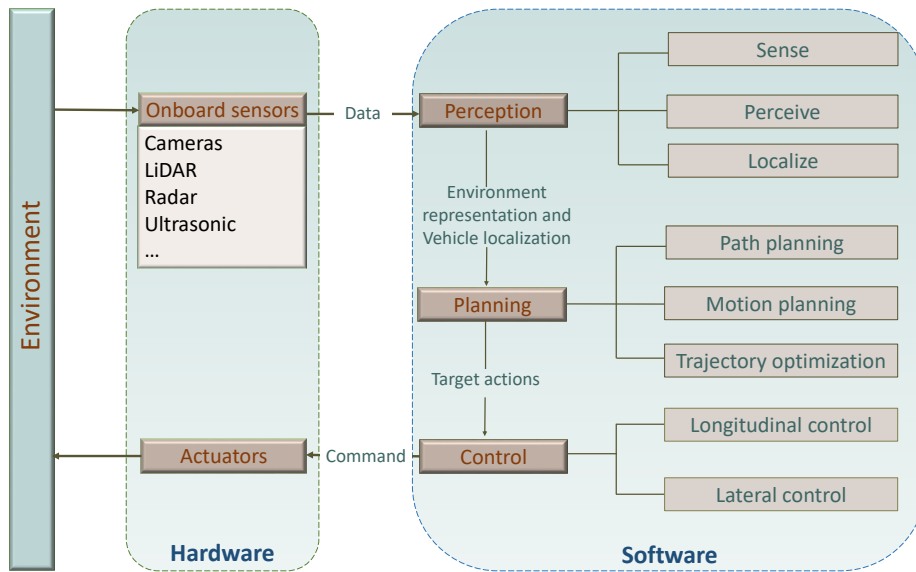 Environment
Onboard sensors
Cameras
LiDAR
Radar
Ultrasonic
...
Actuators
Hardware
Data
Command
Perception
Environment
representation and
Vehicle localization
Planning
Target actions
Control
Sense
Perceive
Localize
Path planning
Motion planning
Trajectory optimization
Longitudinal control
Lateral control
Software